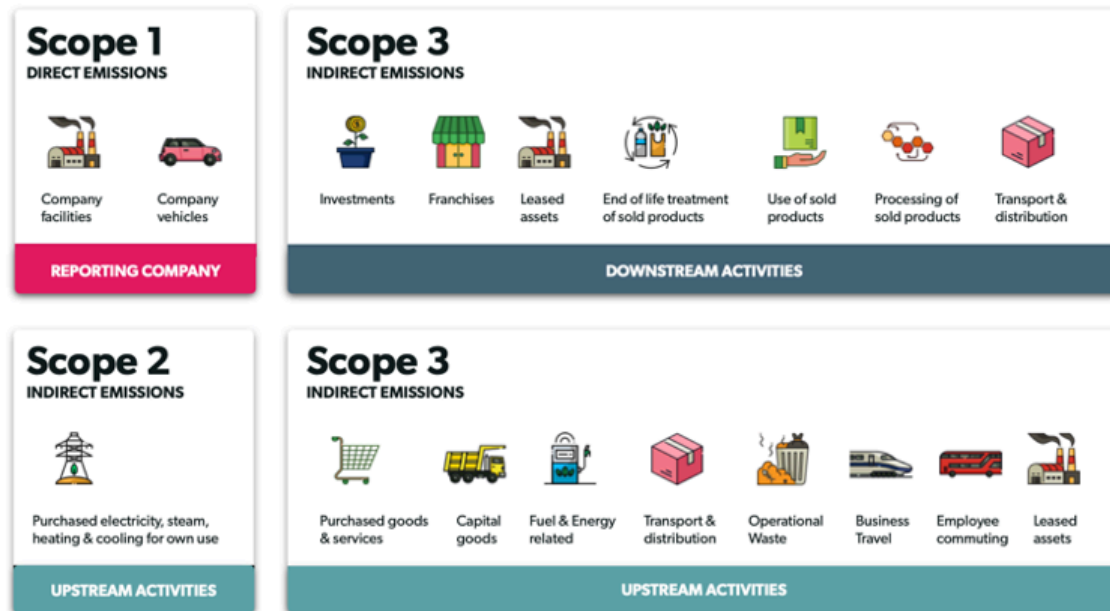 Scope 1
DIRECT EMISSIONS
Company
facilities
Company
vehicles
REPORTING COMPANY
Scope 3
INDIRECT EMISSIONS
Investments
Franchises
Leased
assets
End of life treatment
of sold products
Use of sold
products
Processing of
sold products
Transport &
distribution
DOWNSTREAM ACTIVITIES
Scope 2
INDIRECT EMISSIONS
Purchased electricity, steam,
heating & cooling for own use
UPSTREAM ACTIVITIES
Scope 3
INDIRECT EMISSIONS
Purchased goods
& services
Capital
goods
Fuel & Energy
related
Transport &
distribution
Operational
Waste
Business
Travel
Employee
commuting
Leased
assets
UPSTREAM ACTIVITIES